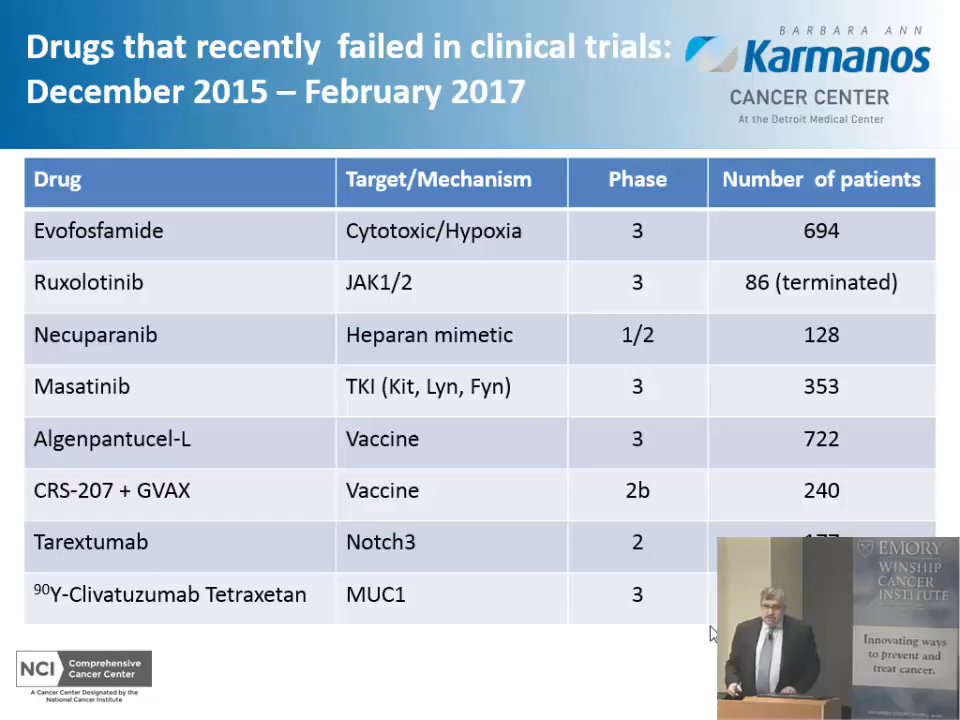 Drugs that recently failed in clinical trials:
December 2015 – February 2017
BARBARA ANN
Karmanos
CANCER CENTER
At the Detroit Medical Center
Drug Target/Mechanism Phase Number of patients
Evofosfamide Cytotoxic/Hypoxia 3 694
Ruxolotinib JAK1/2 3 86 (terminated)
Necuparanib Heparan mimetic 1/2 128
Masatinib TKI (Kit, Lyn, Fyn) 3 353
Algenpantucel-L Vaccine 3 722
CRS-207 + GVAX Vaccine 2b 240
Tarextumab Notch3 2
⁹⁰Y-Clivatuzumab Tetraxetan MUC1 3
NCI Comprehensive
Cancer Center
A Cancer Center Designated by the
National Cancer Institute
EMORY
WINSHIP
CANCER
INSTITUTE
Innovating ways
to prevent and
treat cancer.